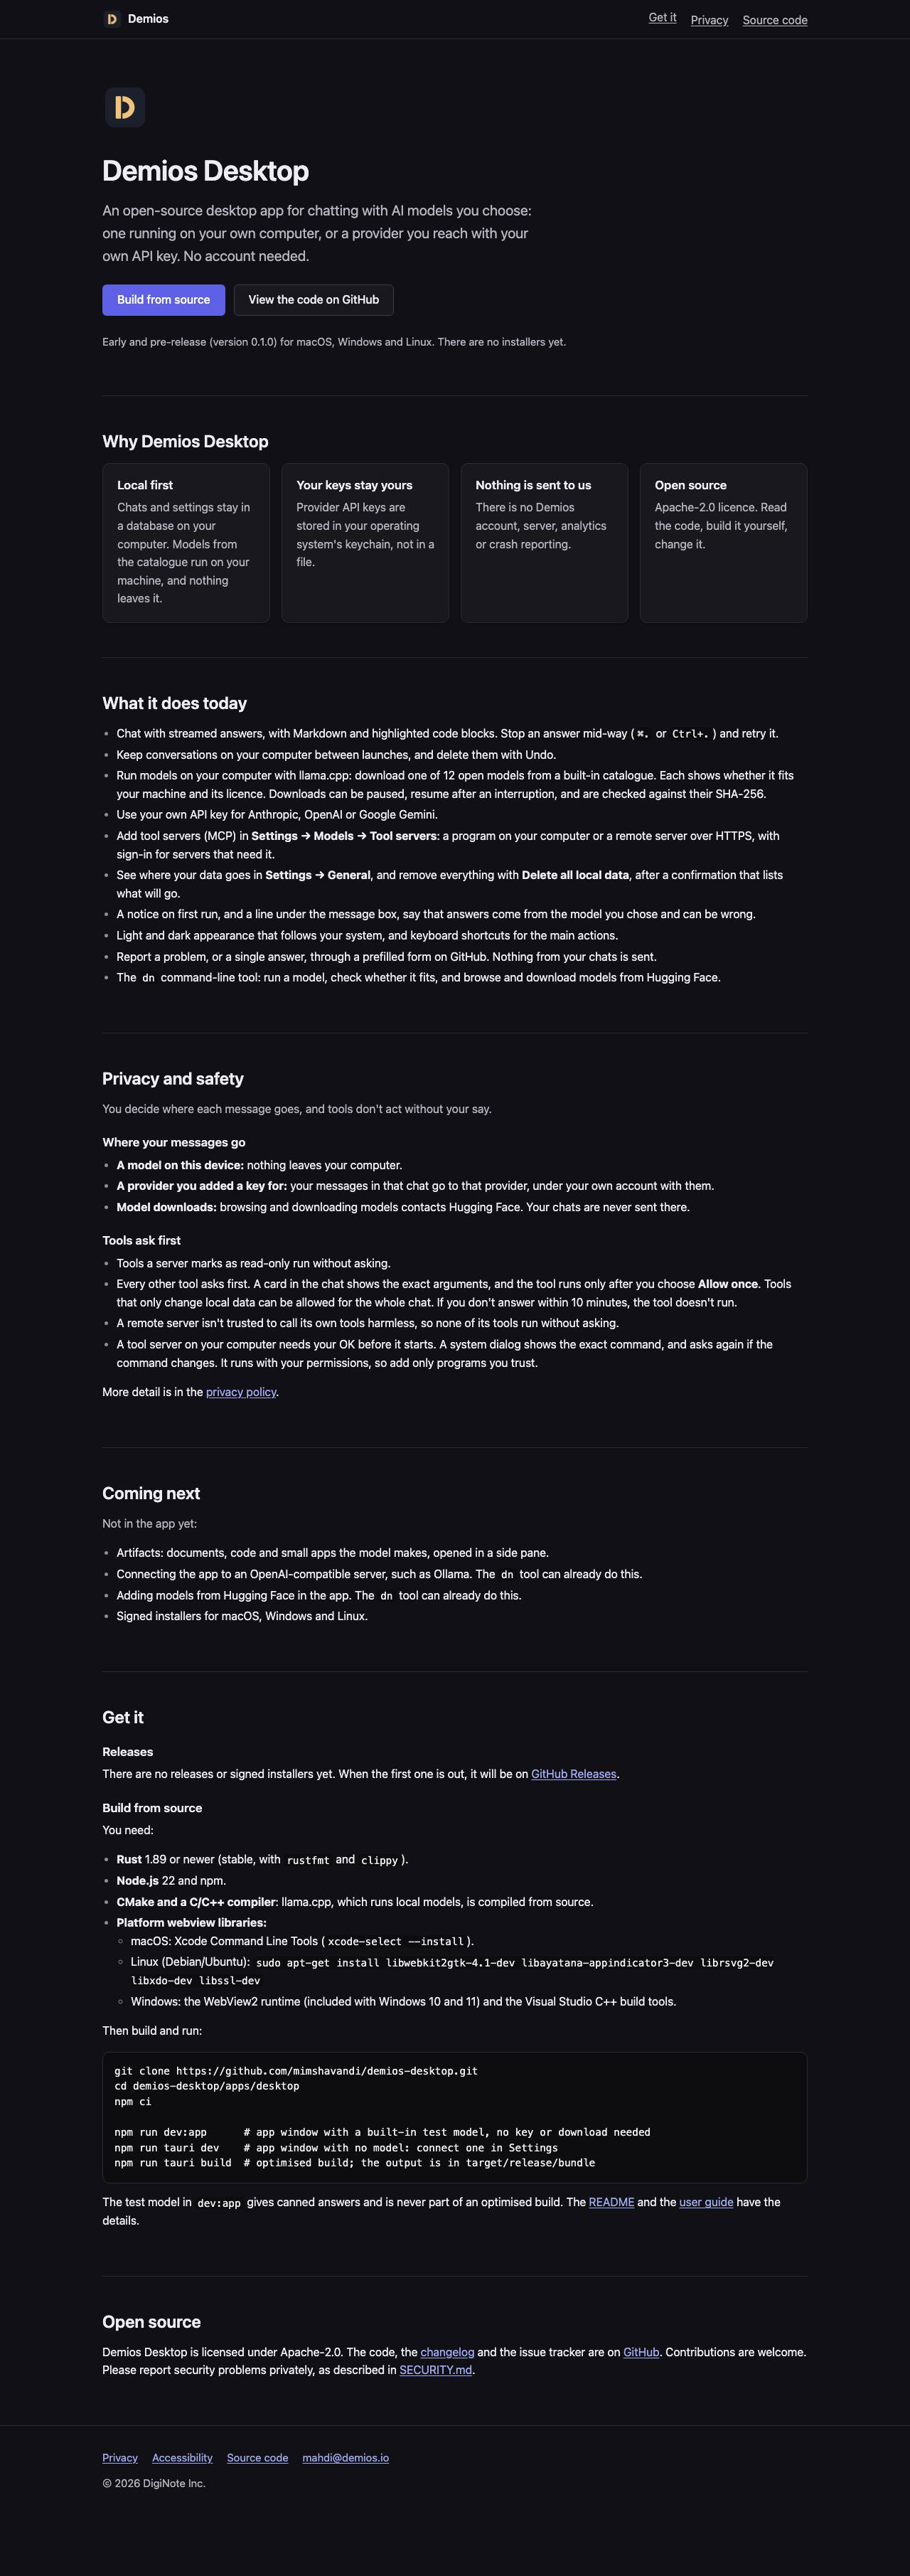 D Demios
Get it Privacy Source code
D
Demios Desktop
An open-source desktop app for chatting with AI models you choose:
one running on your own computer, or a provider you reach with your
own API key. No account needed.
Build from source View the code on GitHub
Early and pre-release (version 0.1.0) for macOS, Windows and Linux. There are no installers yet.
Why Demios Desktop
Local first
Chats and settings stay in
a database on your
computer. Models from
the catalogue run on your
machine, and nothing
leaves it.
Your keys stay yours
Provider API keys are
stored in your operating
system's keychain, not in a
file.
Nothing is sent to us
There is no Demios
account, server, analytics
or crash reporting.
Open source
Apache-2.0 licence. Read
the code, build it yourself,
change it.
What it does today
• Chat with streamed answers, with Markdown and highlighted code blocks. Stop an answer mid-way (⌘. or Ctrl+.) and retry it.
• Keep conversations on your computer between launches, and delete them with Undo.
• Run models on your computer with llama.cpp: download one of 12 open models from a built-in catalogue. Each shows whether it fits
your machine and its licence. Downloads can be paused, resume after an interruption, and are checked against their SHA-256.
• Use your own API key for Anthropic, OpenAI or Google Gemini.
• Add tool servers (MCP) in Settings → Models → Tool servers: a program on your computer or a remote server over HTTPS, with
sign-in for servers that need it.
• See where your data goes in Settings → General, and remove everything with Delete all local data, after a confirmation that lists
what will go.
• A notice on first run, and a line under the message box, say that answers come from the model you chose and can be wrong.
• Light and dark appearance that follows your system, and keyboard shortcuts for the main actions.
• Report a problem, or a single answer, through a prefilled form on GitHub. Nothing from your chats is sent.
• The dn command-line tool: run a model, check whether it fits, and browse and download models from Hugging Face.
Privacy and safety
You decide where each message goes, and tools don't act without your say.
Where your messages go
• A model on this device: nothing leaves your computer.
• A provider you added a key for: your messages in that chat go to that provider, under your own account with them.
• Model downloads: browsing and downloading models contacts Hugging Face. Your chats are never sent there.
Tools ask first
• Tools a server marks as read-only run without asking.
• Every other tool asks first. A card in the chat shows the exact arguments, and the tool runs only after you choose Allow once. Tools
that only change local data can be allowed for the whole chat. If you don't answer within 10 minutes, the tool doesn't run.
• A remote server isn't trusted to call its own tools harmless, so none of its tools run without asking.
• A tool server on your computer needs your OK before it starts. A system dialog shows the exact command, and asks again if the
command changes. It runs with your permissions, so add only programs you trust.
More detail is in the privacy policy.
Coming next
Not in the app yet:
• Artifacts: documents, code and small apps the model makes, opened in a side pane.
• Connecting the app to an OpenAI-compatible server, such as Ollama. The dn tool can already do this.
• Adding models from Hugging Face in the app. The dn tool can already do this.
• Signed installers for macOS, Windows and Linux.
Get it
Releases
There are no releases or signed installers yet. When the first one is out, it will be on GitHub Releases.
Build from source
You need:
• Rust 1.89 or newer (stable, with rustfmt and clippy).
• Node.js 22 and npm.
• CMake and a C/C++ compiler: llama.cpp, which runs local models, is compiled from source.
• Platform webview libraries:
◦ macOS: Xcode Command Line Tools (xcode-select --install).
◦ Linux (Debian/Ubuntu): sudo apt-get install libwebkit2gtk-4.1-dev libayatana-appindicator3-dev librsvg2-dev
libxdo-dev libssl-dev
◦ Windows: the WebView2 runtime (included with Windows 10 and 11) and the Visual Studio C++ build tools.
Then build and run:
git clone https://github.com/mimshavandi/demios-desktop.git
cd demios-desktop/apps/desktop
npm ci
npm run dev:app # app window with a built-in test model, no key or download needed
npm run tauri dev # app window with no model: connect one in Settings
npm run tauri build # optimised build; the output is in target/release/bundle
The test model in dev:app gives canned answers and is never part of an optimised build. The README and the user guide have the
details.
Open source
Demios Desktop is licensed under Apache-2.0. The code, the changelog and the issue tracker are on GitHub. Contributions are welcome.
Please report security problems privately, as described in SECURITY.md.
Privacy Accessibility Source code mahdi@demios.io
© 2026 DigiNote Inc.